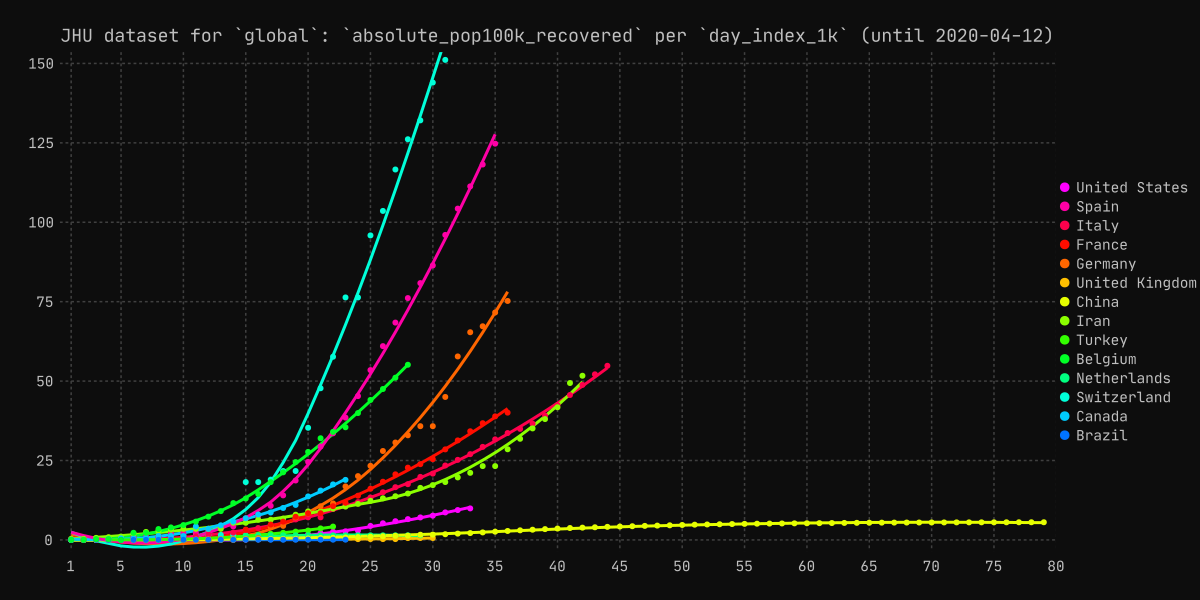 JHU dataset for `global`: `absolute_pop100k_recovered` per `day_index_1k` (until 2020-04-12)
150
125
100
75
50
25
0
1 5 10 15 20 25 30 35 40 45 50 55 60 65 70 75 80
United States
Spain
Italy
France
Germany
United Kingdom
China
Iran
Turkey
Belgium
Netherlands
Switzerland
Canada
Brazil